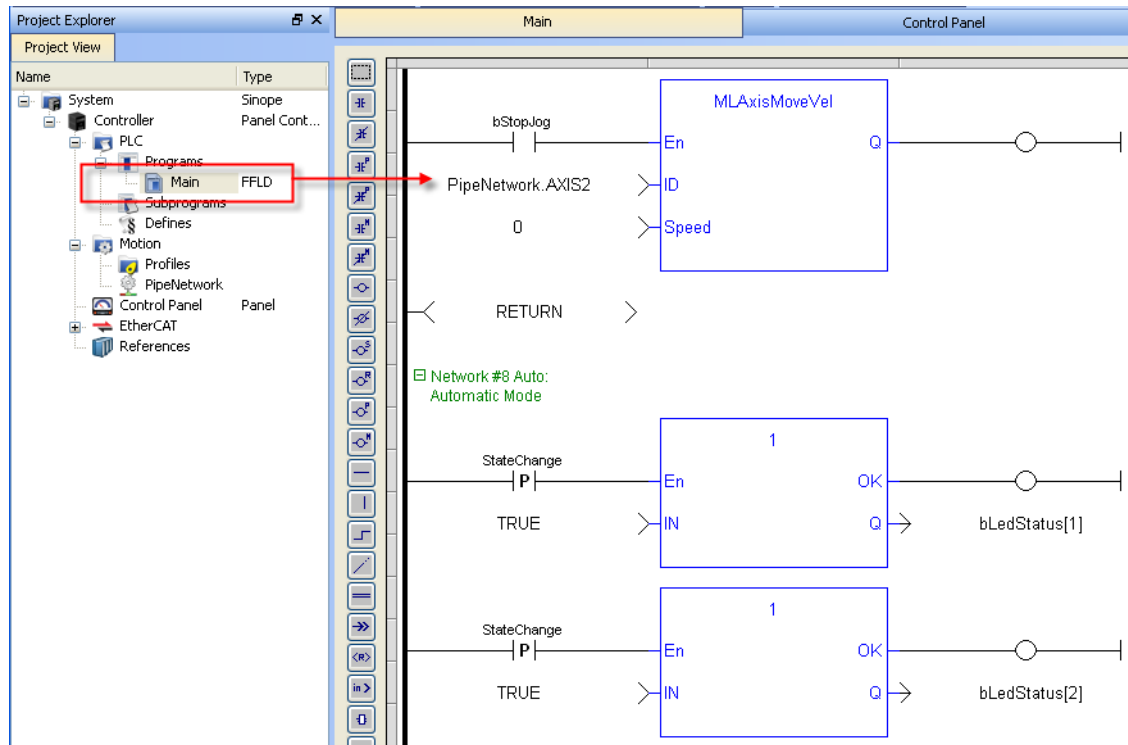 Project Explorer
Project View
Name Type
System Sinope
Controller Panel Cont...
PLC
Programs
Main FFLD
Subprograms
Defines
Motion
Profiles
PipeNetwork
Control Panel Panel
EtherCAT
References
Main Control Panel
MLAxisMoveVel
bStopJog
En Q
PipeNetwork.AXIS2 ID
0 Speed
RETURN
Network #8 Auto:
Automatic Mode
1
StateChange
P En OK
TRUE IN Q bLedStatus[1]
1
StateChange
P En OK
TRUE IN Q bLedStatus[2]
P
P
N
N
S
R
P
N
<R>
in >